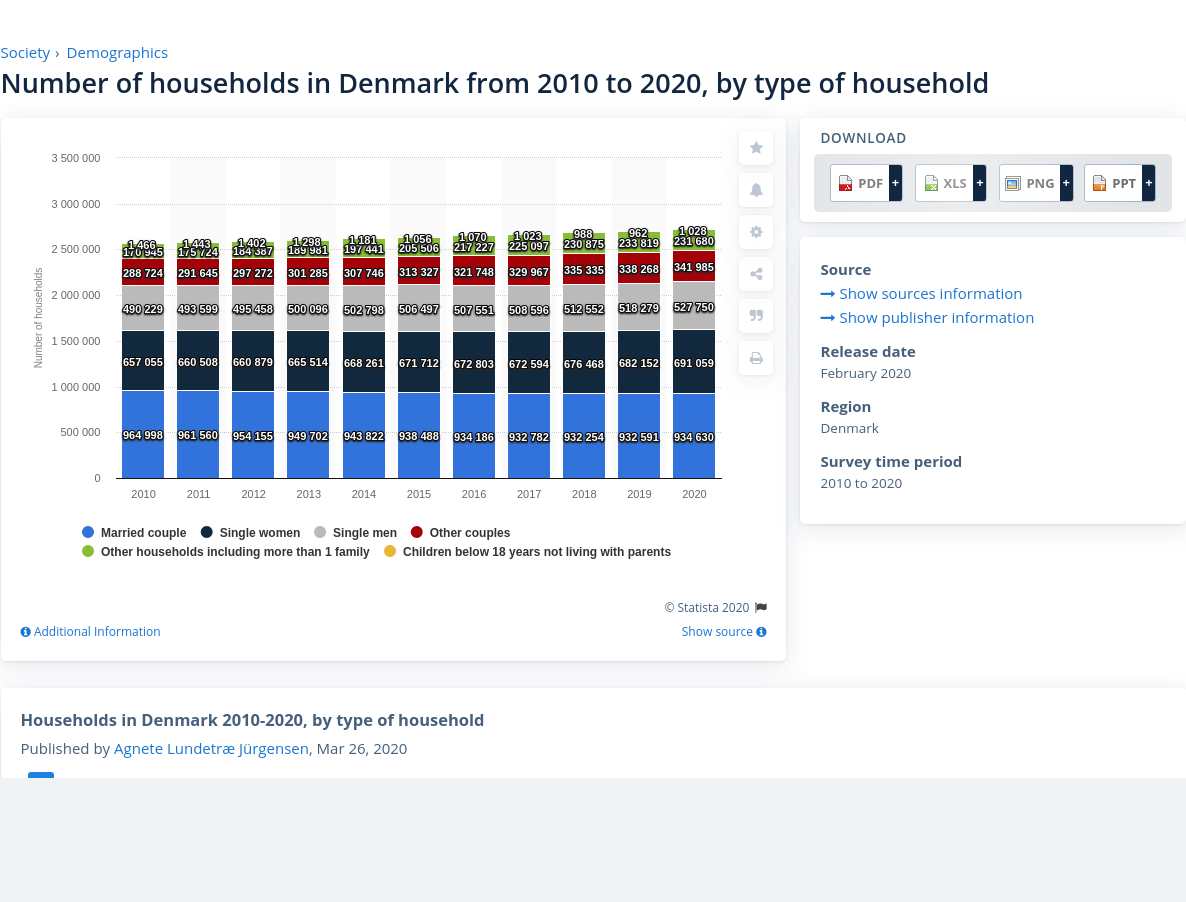 Society › Demographics
Number of households in Denmark from 2010 to 2020, by type of household
Number of households
3 500 000
3 000 000
2 500 000
2 000 000
1 500 000
1 000 000
500 000
0
1 466 1 443 1 402 1 298 1 181 1 056 1 070 1 023 988 962 1 028
170 945 175 724 184 387 189 981 197 441 205 506 217 227 225 097 230 875 233 819 231 680
288 724 291 645 297 272 301 285 307 746 313 327 321 748 329 967 335 335 338 268 341 985
490 229 493 599 495 458 500 096 502 798 506 497 507 551 508 596 512 552 518 279 527 750
657 055 660 508 660 879 665 514 668 261 671 712 672 803 672 594 676 468 682 152 691 059
964 998 961 560 954 155 949 702 943 822 938 488 934 186 932 782 932 254 932 591 934 630
2010 2011 2012 2013 2014 2015 2016 2017 2018 2019 2020
Married couple Single women Single men Other couples
Other households including more than 1 family Children below 18 years not living with parents
© Statista 2020
Additional Information Show source
DOWNLOAD
PDF + XLS + PNG + PPT +
Source
Show sources information
Show publisher information
Release date
February 2020
Region
Denmark
Survey time period
2010 to 2020
Households in Denmark 2010-2020, by type of household
Published by Agnete Lundetræ Jürgensen, Mar 26, 2020